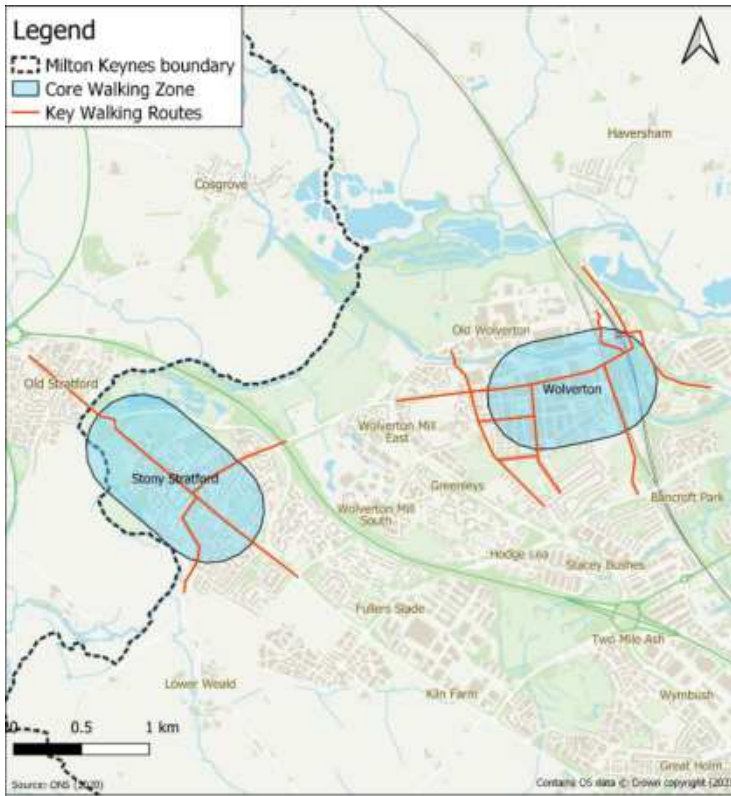 Legend
Milton Keynes boundary
Core Walking Zone
Key Walking Routes
Haversham
Cosgrove
Old Wolverton
Old Stratford
Wolverton
Wolverton Mill
East
Stony Stratford
Greenleys
Bancroft Park
Wolverton Mill
South
Hodge Lea
Stacey Bushes
Fullers Slade
Two Mile Ash
Lower Weald
Kiln Farm
Wymbush
0 0.5 1 km
Great Holm
Source: ONS (2020)
Contains OS data © Crown copyright (202